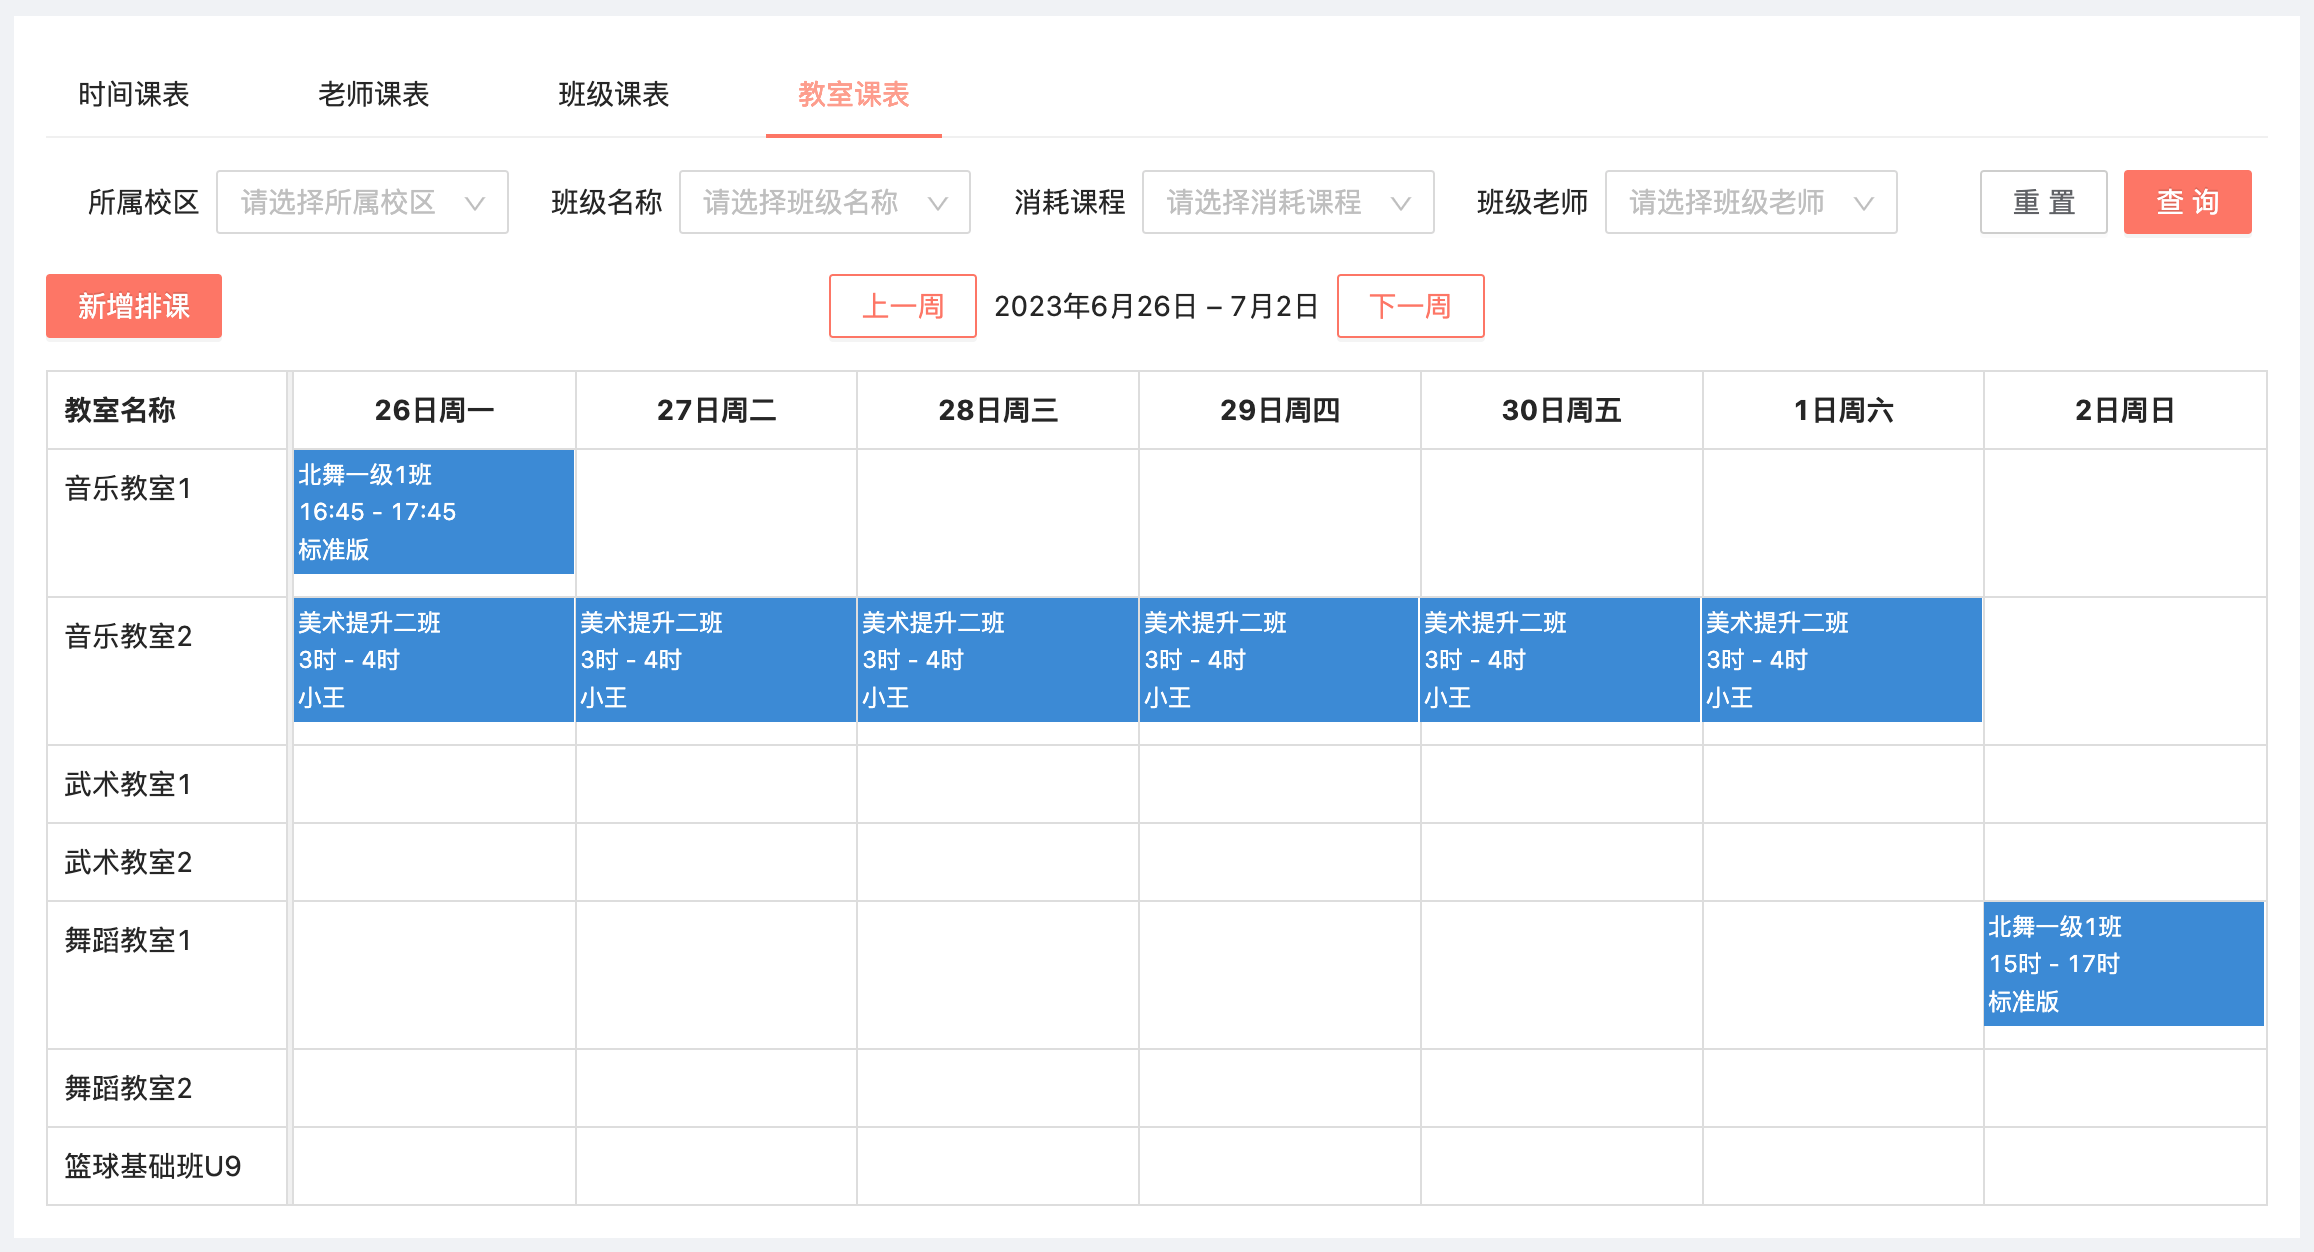 时间课表 老师课表 班级课表 教室课表
所属校区 请选择所属校区 班级名称 请选择班级名称 消耗课程 请选择消耗课程 班级老师 请选择班级老师 重 置 查 询
新增排课 上一周 2023年6月26日 – 7月2日 下一周
教室名称 26日周一 27日周二 28日周三 29日周四 30日周五 1日周六 2日周日
音乐教室1
北舞一级1班
16:45 - 17:45
标准版
音乐教室2
美术提升二班 美术提升二班 美术提升二班 美术提升二班 美术提升二班 美术提升二班
3时 - 4时 3时 - 4时 3时 - 4时 3时 - 4时 3时 - 4时 3时 - 4时
小王 小王 小王 小王 小王 小王
武术教室1
武术教室2
舞蹈教室1
北舞一级1班
15时 - 17时
标准版
舞蹈教室2
篮球基础班U9